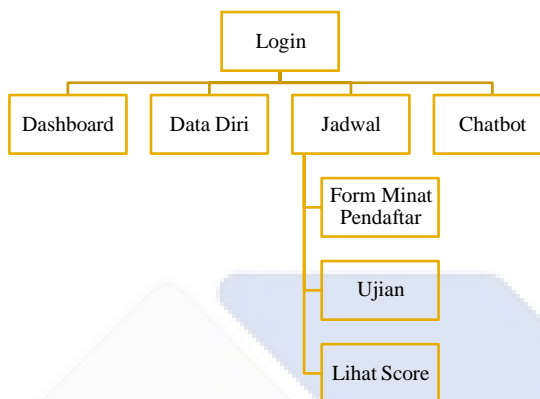 Login
Dashboard
Data Diri
Jadwal
Chatbot
Form Minat
Pendaftar
Ujian
Lihat Score